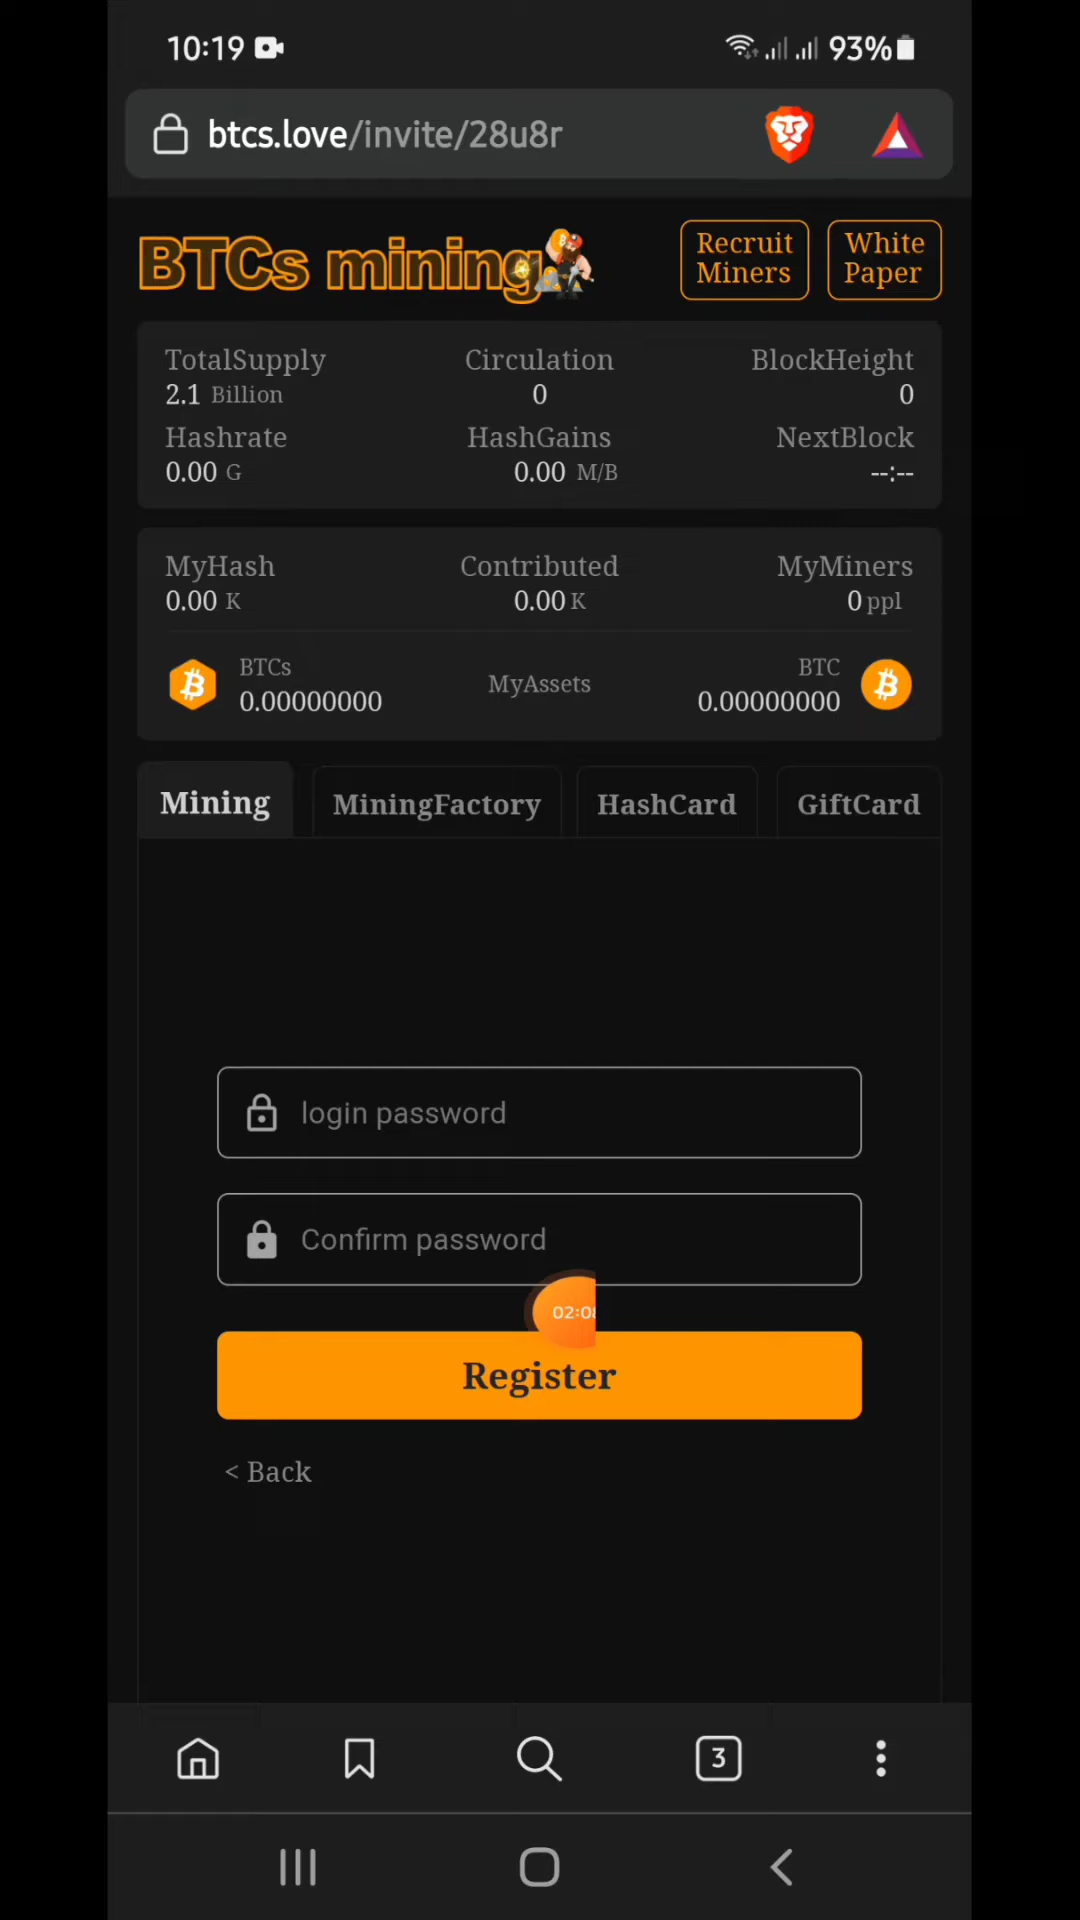 10:19 93%
btcs.love/invite/28u8r
BTCs mining
Recruit Miners
White Paper
TotalSupply Circulation BlockHeight
2.1 Billion 0 0
Hashrate HashGains NextBlock
0.00 G 0.00 M/B --:--
MyHash Contributed MyMiners
0.00 K 0.00 K 0 ppl
BTCs MyAssets BTC
0.00000000 0.00000000
Mining MiningFactory HashCard GiftCard
login password
Confirm password
02:08
Register
< Back
3